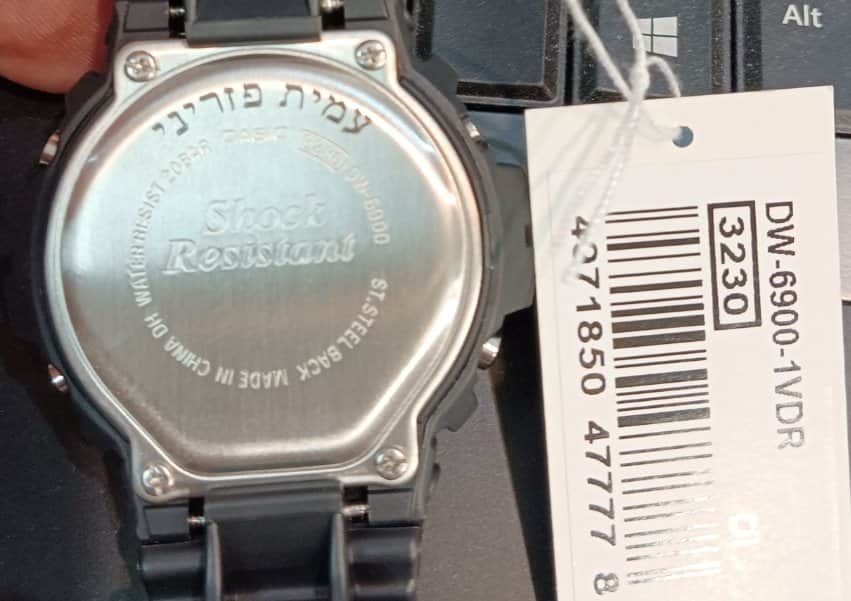 עמית פזריני
WATER RESIST 20BAR CASIO 3230 DW-6900
Shock
Resistant
ST. STEEL BACK MADE IN CHINA DH
DW-6900-1VDR
3230
4971850 47777 8
Alt